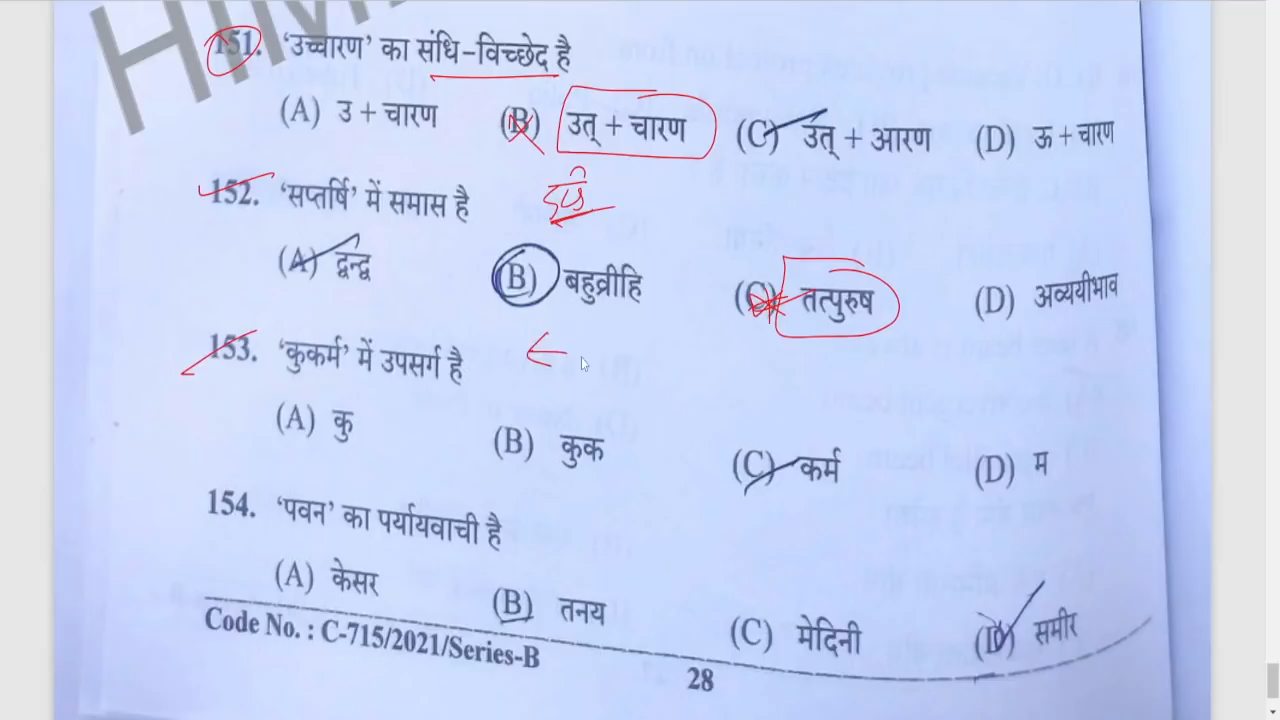 HIM
151. ‘उच्चारण’ का संधि-विच्छेद है
(A) उ + चारण (B) उत् + चारण (C) उत् + आरण (D) ऊ + चारण
152. ‘सप्तर्षि’ में समास है
(A) द्वन्द्व (B) बहुव्रीहि (C) तत्पुरुष (D) अव्ययीभाव
153. ‘कुकर्म’ में उपसर्ग है
(A) कु (B) कुक (C) कर्म (D) म
154. ‘पवन’ का पर्यायवाची है
(A) केसर (B) तनय (C) मेदिनी (D) समीर
Code No. : C-715/2021/Series-B
28